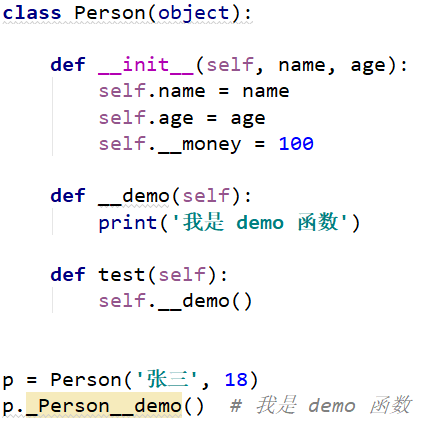 class Person(object):
    def __init__(self, name, age):
        self.name = name
        self.age = age
        self.__money = 100
    def __demo(self):
        print('我是 demo 函数')
    def test(self):
        self.__demo()
p = Person('张三', 18)
p._Person__demo()  # 我是 demo 函数